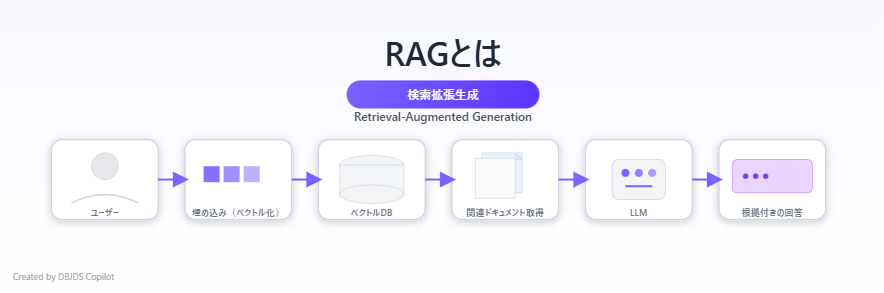 RAGとは
検索拡張生成
Retrieval-Augmented Generation
ユーザー
埋め込み（ベクトル化）
ベクトルDB
関連ドキュメント取得
LLM
根拠付きの回答
Created by D8JDS Copilot